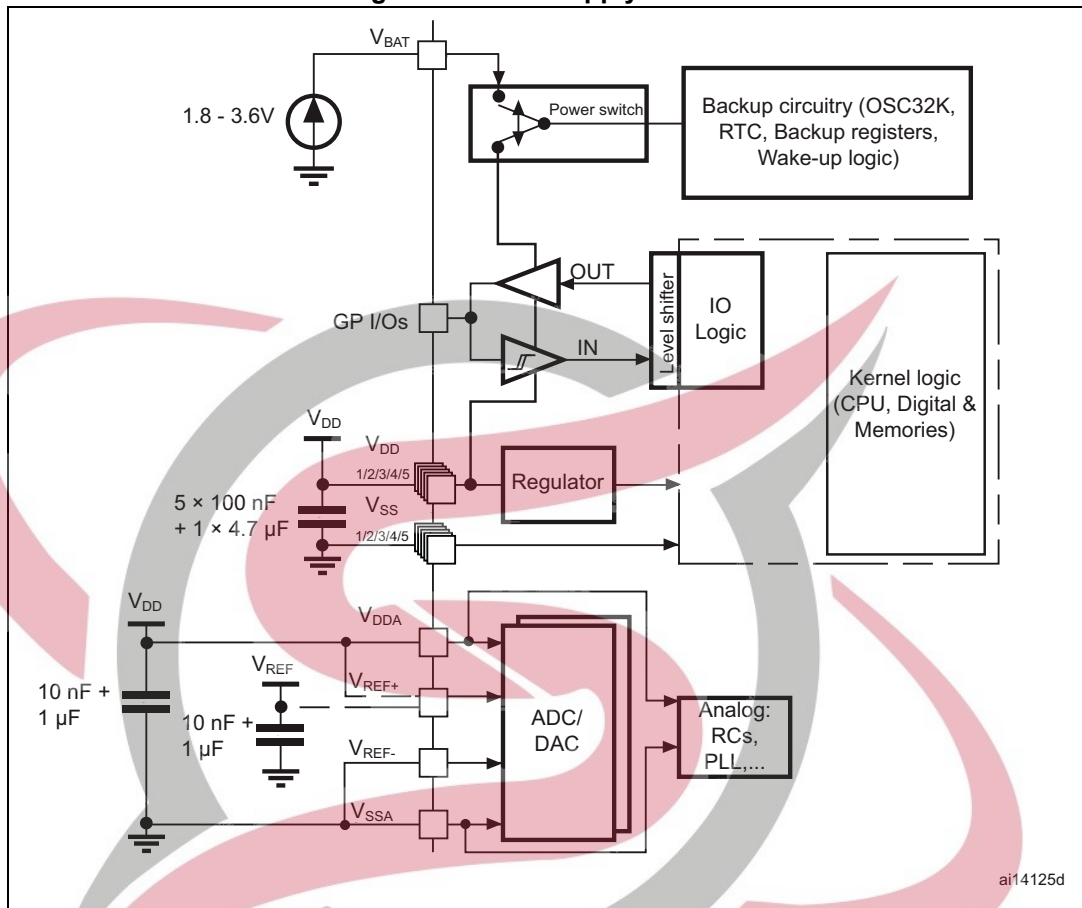 VBAT
1.8 - 3.6V
Power switch
Backup circuitry (OSC32K,
RTC, Backup registers,
Wake-up logic)
OUT
GP I/Os
IN
Level shifter
IO
Logic
Kernel logic
(CPU, Digital &
Memories)
VDD
VDD
1/2/3/4/5
Regulator
5 × 100 nF
+ 1 × 4.7 µF
VSS
1/2/3/4/5
VDD
VDDA
10 nF +
1 µF
VREF
VREF+
10 nF +
1 µF
VREF-
VSSA
ADC/
DAC
Analog:
RCs,
PLL,...
ai14125d